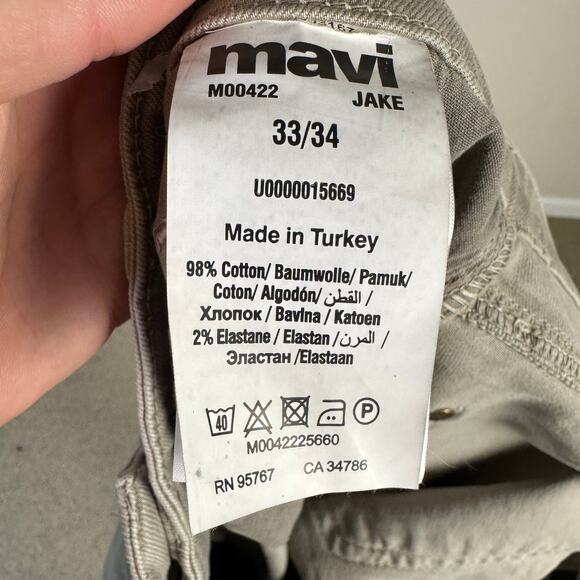 mavi
M00422 JAKE
33/34
U0000015669
Made in Turkey
98% Cotton/ Baumwolle/ Pamuk/
Coton/ Algodón/ القطن /
Хлопок / Bavlna / Katoen
2% Elastane / Elastan / المرن /
Эластан /Elastaan
40 P
M0042225660
RN 95767 CA 34786